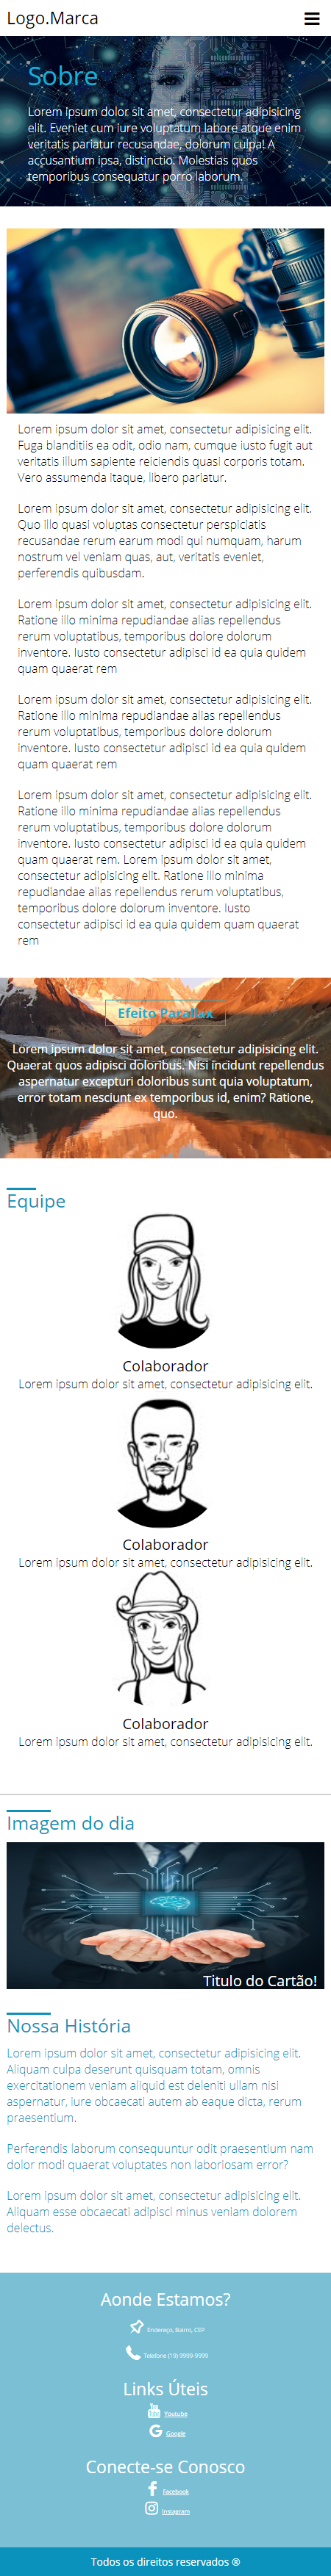 Logo.Marca
Sobre
Lorem ipsum dolor sit amet, consectetur adipisicing
elit. Eveniet cum iure voluptatum labore atque enim
veritatis pariatur recusandae, dolorum culpa! A
accusantium ipsa, distinctio. Molestias quos
temporibus consequatur porro laborum.
Lorem ipsum dolor sit amet, consectetur adipisicing elit.
Fuga blanditiis ea odit, odio nam, cumque iusto fugit aut
veritatis illum sapiente reiciendis quasi corporis totam.
Vero assumenda itaque, libero pariatur.
Lorem ipsum dolor sit amet, consectetur adipisicing elit.
Quo illo quasi voluptas consectetur perspiciatis
recusandae rerum earum modi qui numquam, harum
nostrum vel veniam quas, aut, veritatis eveniet,
perferendis quibusdam.
Lorem ipsum dolor sit amet, consectetur adipisicing elit.
Ratione illo minima repudiandae alias repellendus
rerum voluptatibus, temporibus dolore dolorum
inventore. Iusto consectetur adipisci id ea quia quidem
quam quaerat rem
Lorem ipsum dolor sit amet, consectetur adipisicing elit.
Ratione illo minima repudiandae alias repellendus
rerum voluptatibus, temporibus dolore dolorum
inventore. Iusto consectetur adipisci id ea quia quidem
quam quaerat rem
Lorem ipsum dolor sit amet, consectetur adipisicing elit.
Ratione illo minima repudiandae alias repellendus
rerum voluptatibus, temporibus dolore dolorum
inventore. Iusto consectetur adipisci id ea quia quidem
quam quaerat rem. Lorem ipsum dolor sit amet,
consectetur adipisicing elit. Ratione illo minima
repudiandae alias repellendus rerum voluptatibus,
temporibus dolore dolorum inventore. Iusto
consectetur adipisci id ea quia quidem quam quaerat
rem
Efeito Parallax
Lorem ipsum dolor sit amet, consectetur adipisicing elit.
Quaerat quos adipisci doloribus. Nisi incidunt repellendus
aspernatur excepturi doloribus sunt quia voluptatum,
error totam nesciunt ex temporibus id, enim? Ratione,
quo.
Equipe
Colaborador
Lorem ipsum dolor sit amet, consectetur adipisicing elit.
Colaborador
Lorem ipsum dolor sit amet, consectetur adipisicing elit.
Colaborador
Lorem ipsum dolor sit amet, consectetur adipisicing elit.
Imagem do dia
Titulo do Cartão!
Nossa História
Lorem ipsum dolor sit amet, consectetur adipisicing elit.
Aliquam culpa deserunt quisquam totam, omnis
exercitationem veniam aliquid est deleniti ullam nisi
aspernatur, iure obcaecati autem ab eaque dicta, rerum
praesentium.
Perferendis laborum consequuntur odit praesentium nam
dolor modi quaerat voluptates non laboriosam error?
Lorem ipsum dolor sit amet, consectetur adipisicing elit.
Aliquam esse obcaecati adipisci minus veniam dolorem
delectus.
Aonde Estamos?
Endereço, Bairro, CEP
Telefone (19) 9999-9999
Links Úteis
Youtube
Google
Conecte-se Conosco
Facebook
Instagram
Todos os direitos reservados ®